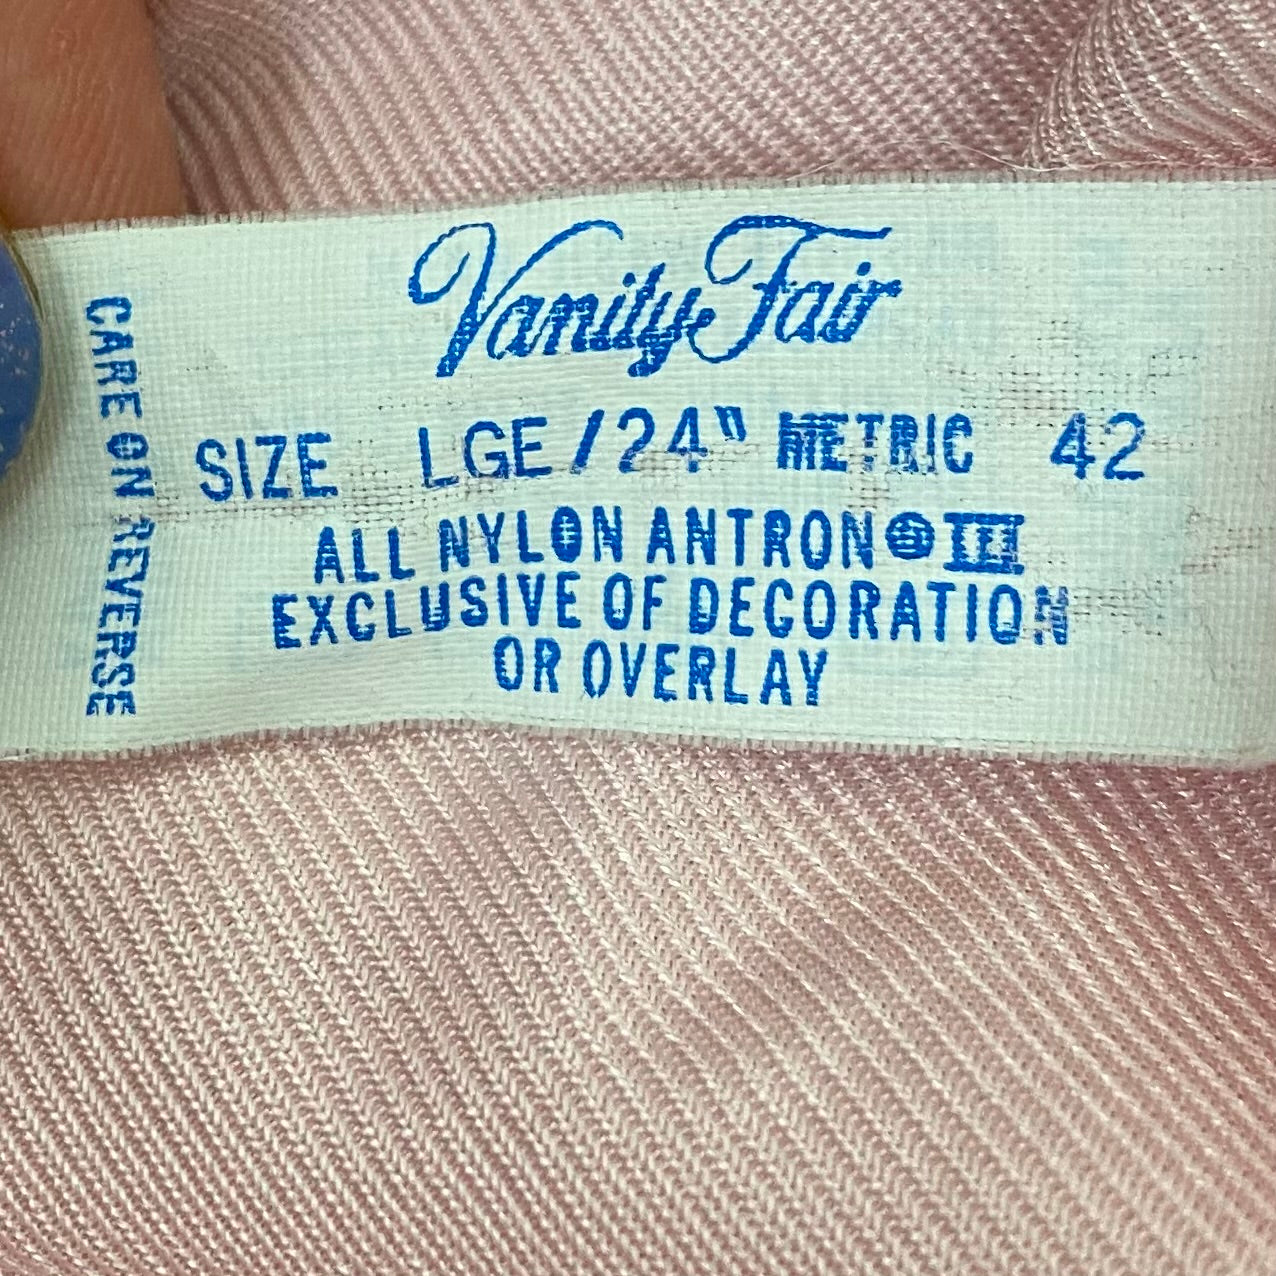 Vanity Fair
SIZE LGE/24" METRIC 42
ALL NYLON ANTRON® III
EXCLUSIVE OF DECORATION
OR OVERLAY
CARE ON REVERSE